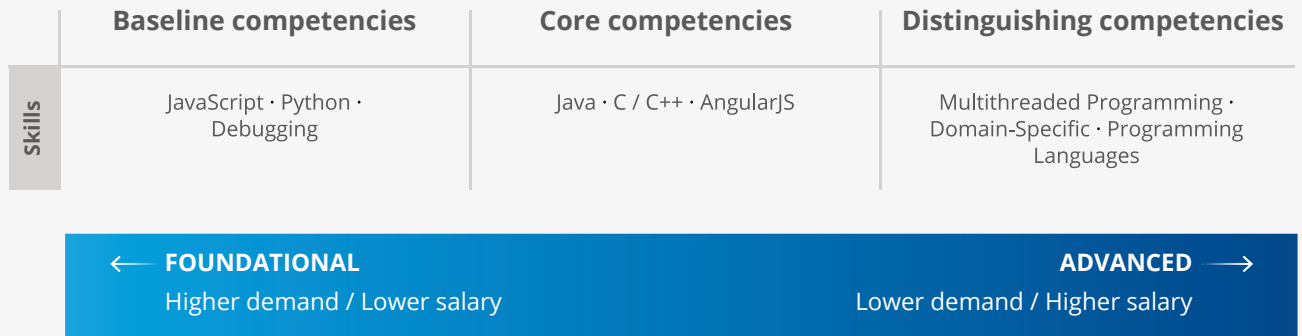 Baseline competencies
Core competencies
Distinguishing competencies
Skills
JavaScript · Python ·
Debugging
Java · C / C++ · AngularJS
Multithreaded Programming ·
Domain-Specific · Programming
Languages
← FOUNDATIONAL
Higher demand / Lower salary
ADVANCED →
Lower demand / Higher salary